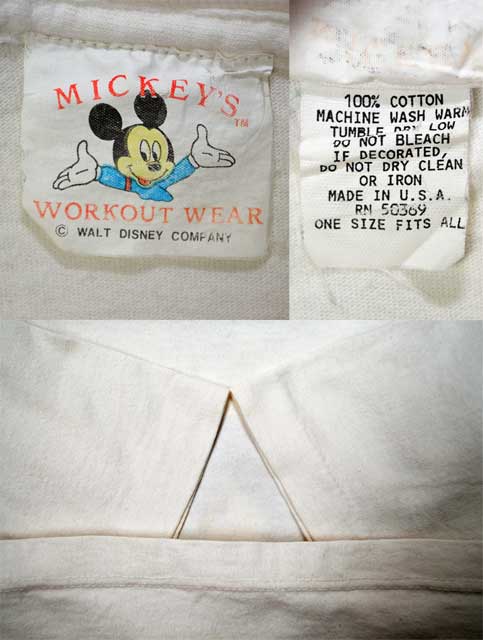 MICKEY'S
TM
WORKOUT WEAR
© WALT DISNEY COMPANY
100% COTTON
MACHINE WASH WARM
TUMBLE DRY LOW
DO NOT BLEACH
IF DECORATED,
DO NOT DRY CLEAN
OR IRON
MADE IN U.S.A.
RN 58369
ONE SIZE FITS ALL